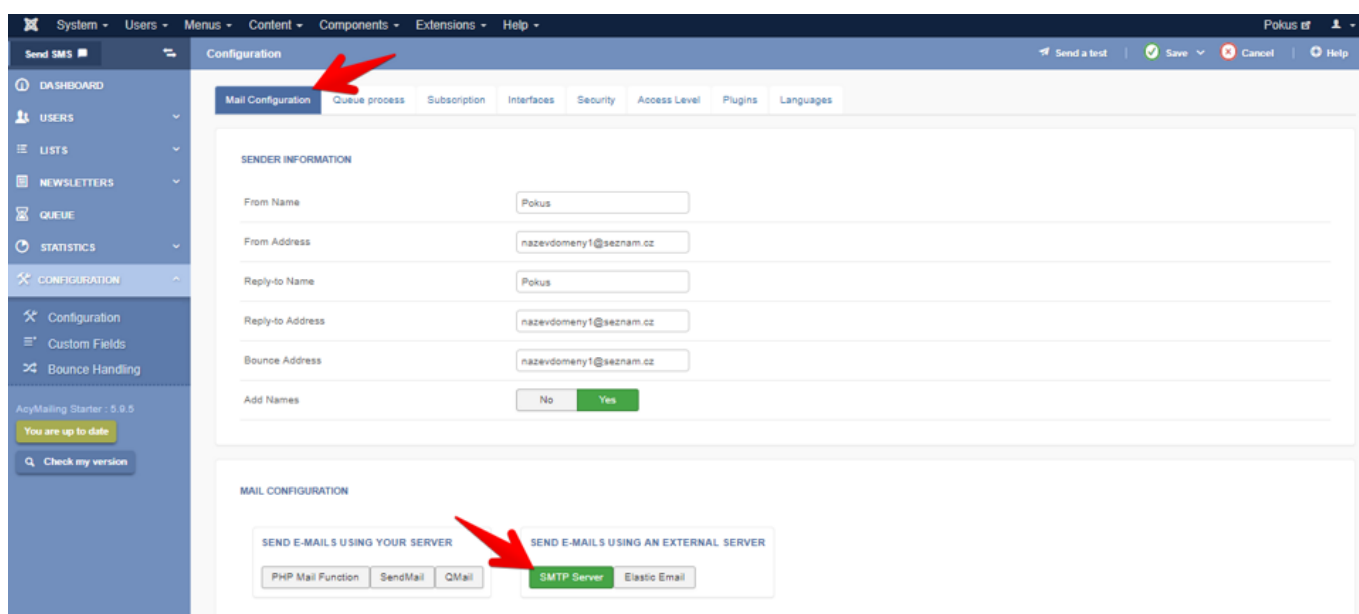 System Users Menus Content Components Extensions Help Pokus
Send SMS Configuration Send a test Save Cancel Help
DASHBOARD
USERS
LISTS
NEWSLETTERS
QUEUE
STATISTICS
CONFIGURATION
Configuration
Custom Fields
Bounce Handling
AcyMailing Starter : 5.9.5
You are up to date
Check my version
Mail Configuration Queue process Subscription Interfaces Security Access Level Plugins Languages
SENDER INFORMATION
From Name Pokus
From Address nazevdomeny1@seznam.cz
Reply-to Name Pokus
Reply-to Address nazevdomeny1@seznam.cz
Bounce Address nazevdomeny1@seznam.cz
Add Names No Yes
MAIL CONFIGURATION
SEND E-MAILS USING YOUR SERVER SEND E-MAILS USING AN EXTERNAL SERVER
PHP Mail Function SendMail QMail SMTP Server Elastic Email